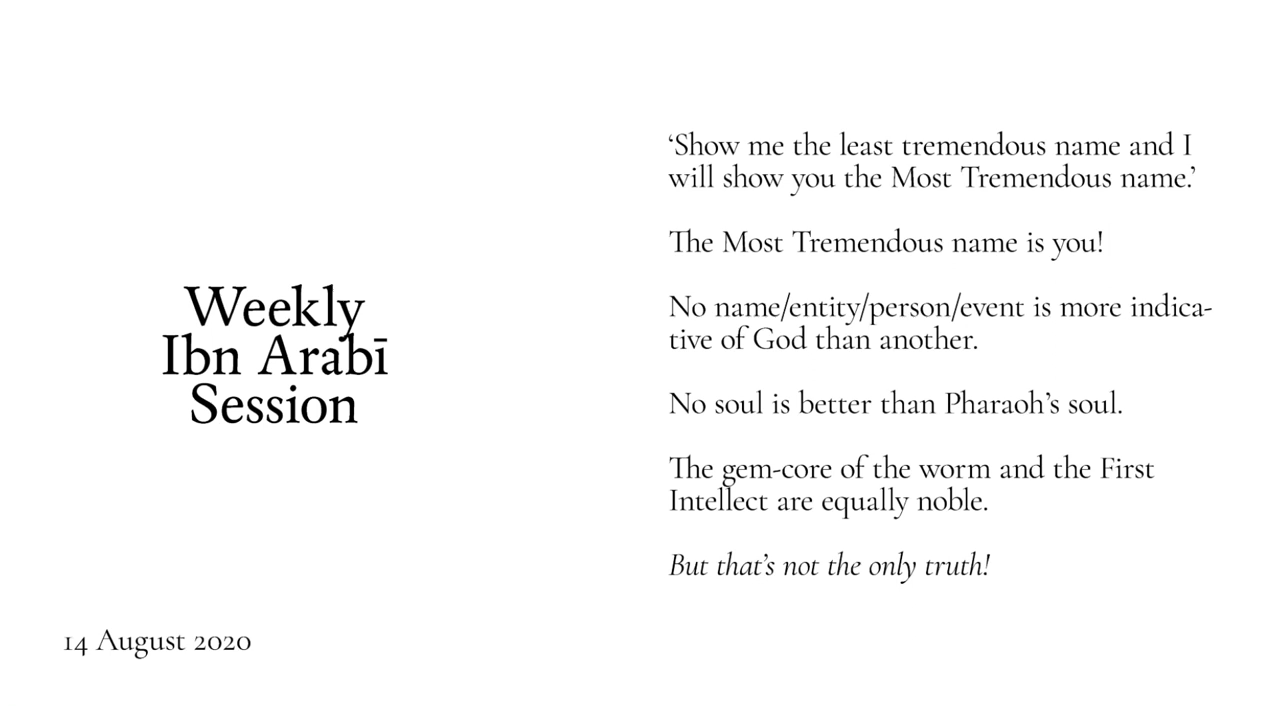 Weekly
Ibn Arabī
Session
14 August 2020
‘Show me the least tremendous name and I
will show you the Most Tremendous name.’
The Most Tremendous name is you!
No name/entity/person/event is more indica-
tive of God than another.
No soul is better than Pharaoh’s soul.
The gem-core of the worm and the First
Intellect are equally noble.
But that’s not the only truth!